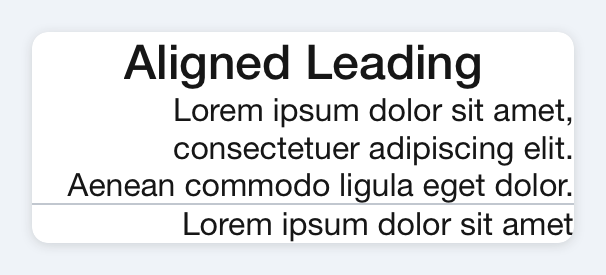 Aligned Leading
Lorem ipsum dolor sit amet,
consectetuer adipiscing elit.
Aenean commodo ligula eget dolor.
Lorem ipsum dolor sit amet